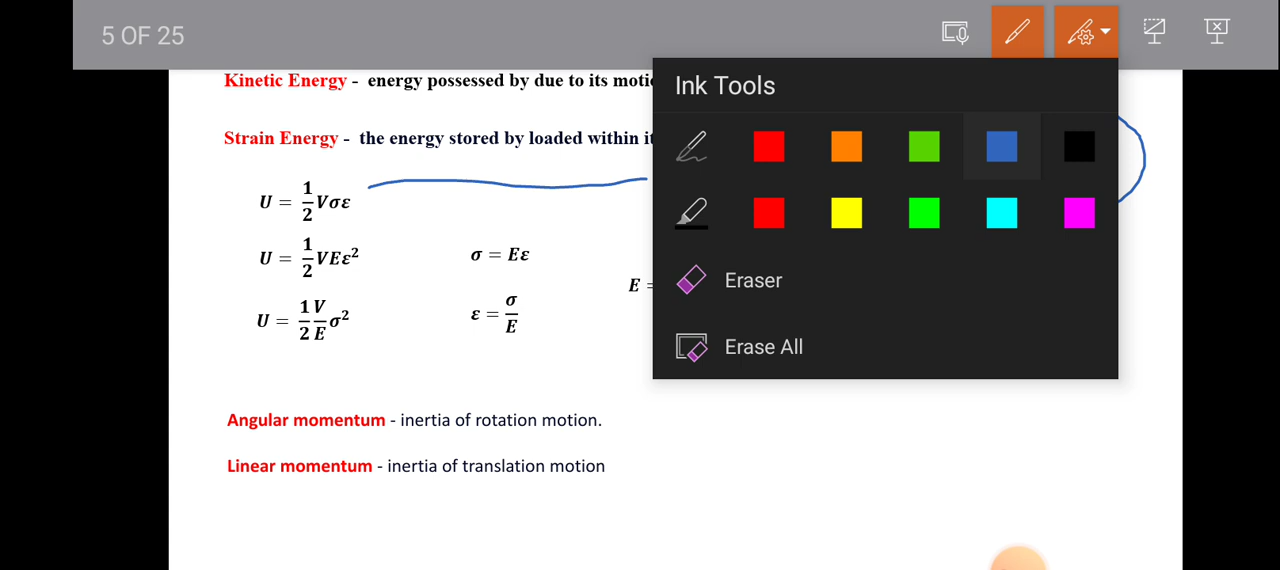 5 OF 25
Ink Tools
Eraser
Erase All
Kinetic Energy - energy possessed by due to its
Strain Energy - the energy stored by loaded within
U = 1/2 Vσε
U = 1/2 VEε²
σ = Eε
E =
U = 1/2 V/E σ²
ε = σ/E
Angular momentum - inertia of rotation motion.
Linear momentum - inertia of translation motion